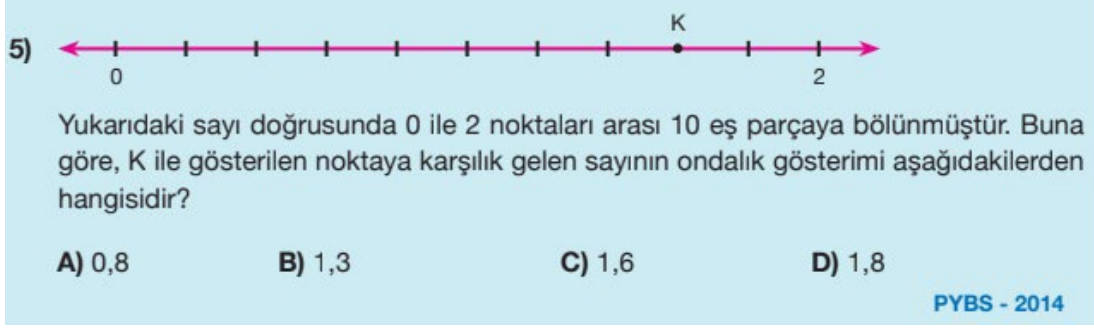 K
5)
0 2
Yukarıdaki sayı doğrusunda 0 ile 2 noktaları arası 10 eş parçaya bölünmüştür. Buna
göre, K ile gösterilen noktaya karşılık gelen sayının ondalık gösterimi aşağıdakilerden
hangisidir?
A) 0,8 B) 1,3 C) 1,6 D) 1,8
PYBS - 2014